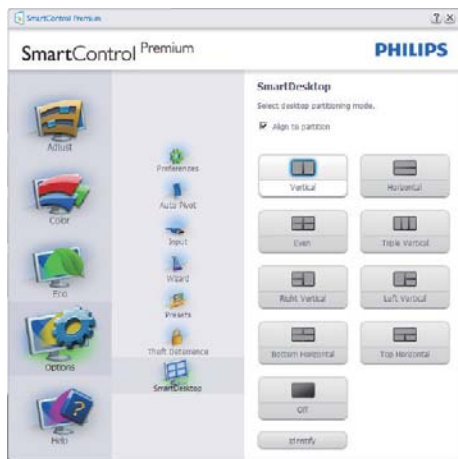 SmartControl Premium
? X
SmartControl Premium
PHILIPS
Adjust
Color
Eco
Options
Help
Preferences
Auto Pivot
Input
Wizard
Presets
Theft Deterrence
SmartDesktop
SmartDesktop
Select desktop partitioning mode.
Align to partition
Vertical
Horizontal
Even
Triple Vertical
Right Vertical
Left Vertical
Bottom Horizontal
Top Horizontal
Off
Identify